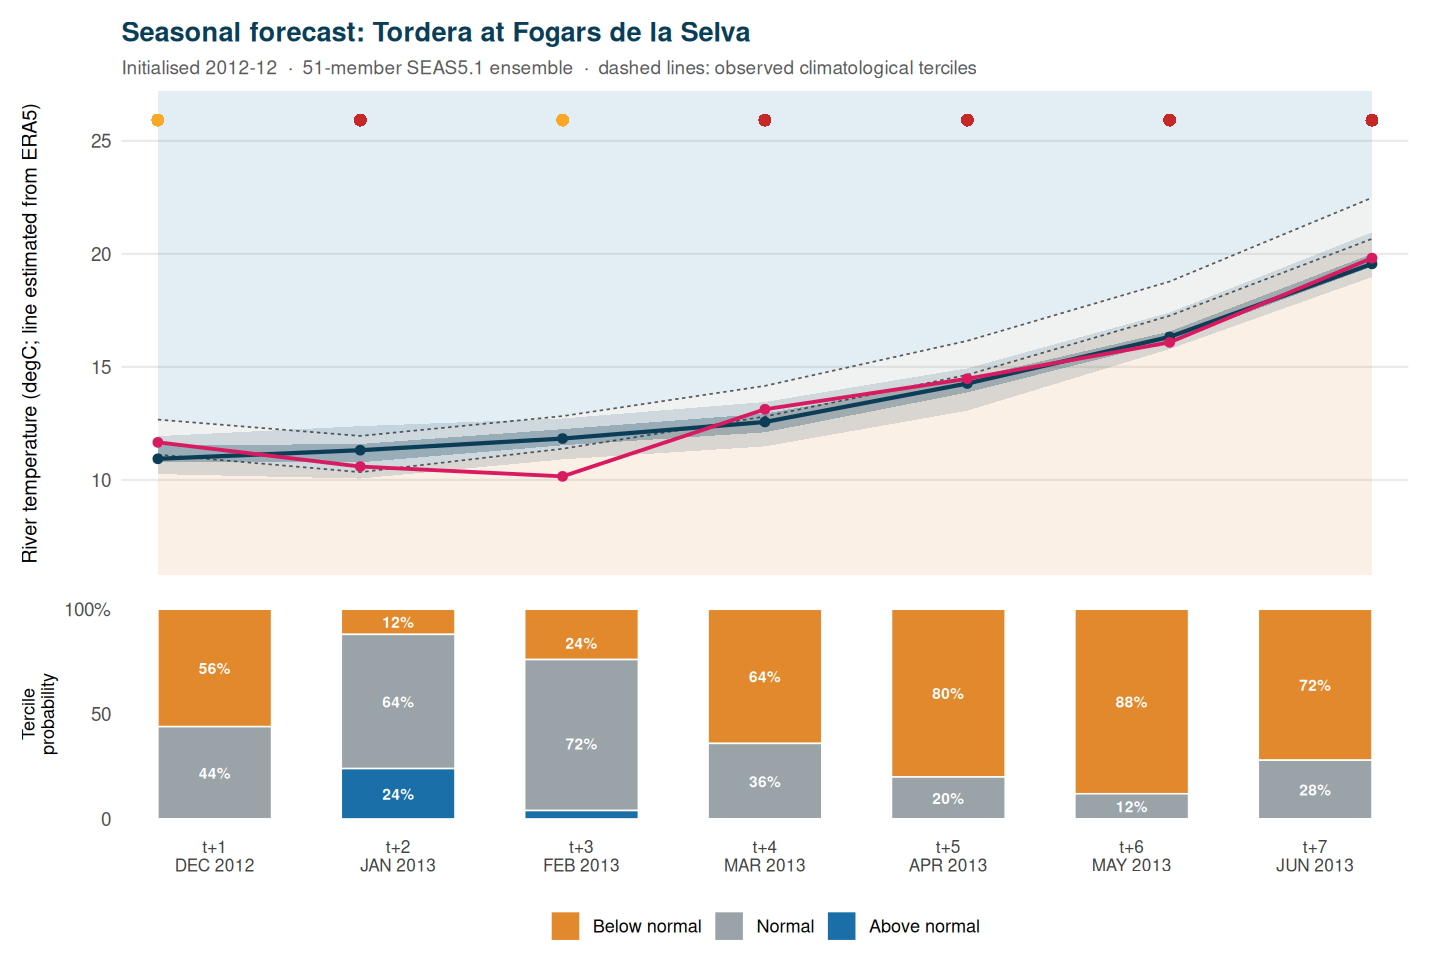 Seasonal forecast: Tordera at Fogars de la Selva
Initialised 2012-12 · 51-member SEAS5.1 ensemble · dashed lines: observed climatological terciles
River temperature (degC; line estimated from ERA5)
25
20
15
10
Tercile
probability
100%
50
0
56%
44%
12%
64%
24%
24%
72%
64%
36%
80%
20%
88%
12%
72%
28%
t+1
DEC 2012
t+2
JAN 2013
t+3
FEB 2013
t+4
MAR 2013
t+5
APR 2013
t+6
MAY 2013
t+7
JUN 2013
Below normal
Normal
Above normal